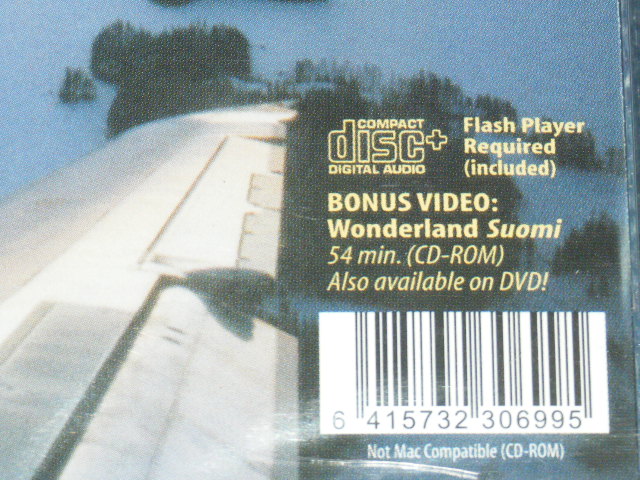 COMPACT
disc+
DIGITAL AUDIO
Flash Player
Required
(included)
BONUS VIDEO:
Wonderland Suomi
54 min. (CD-ROM)
Also available on DVD!
6 415732 306995
Not Mac Compatible (CD-ROM)